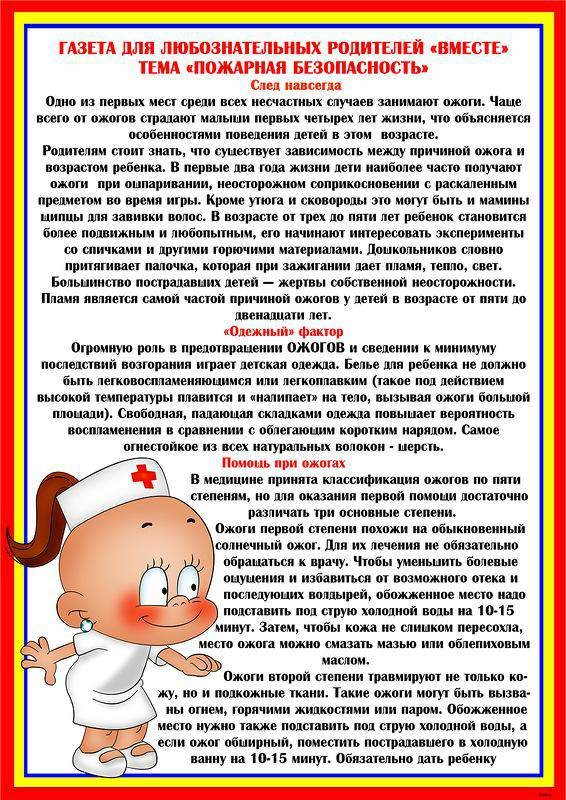 ГАЗЕТА ДЛЯ ЛЮБОЗНАТЕЛЬНЫХ РОДИТЕЛЕЙ «ВМЕСТЕ»
ТЕМА «ПОЖАРНАЯ БЕЗОПАСНОСТЬ»
След навсегда
Одно из первых мест среди всех несчастных случаев занимают ожоги. Чаще
всего от ожогов страдают малыши первых четырех лет жизни, что объясняется
особенностями поведения детей в этом возрасте.
Родителям стоит знать, что существует зависимость между причиной ожога и
возрастом ребенка. В первые два года жизни дети наиболее часто получают
ожоги при ошпаривании, неосторожном соприкосновении с раскаленным
предметом во время игры. Кроме утюга и сковороды это могут быть и мамины
щипцы для завивки волос. В возрасте от трех до пяти лет ребенок становится
более подвижным и любопытным, его начинают интересовать эксперименты
со спичками и другими горючими материалами. Дошкольников словно
притягивает палочка, которая при зажигании дает пламя, тепло, свет.
Большинство пострадавших детей — жертвы собственной неосторожности.
Пламя является самой частой причиной ожогов у детей в возрасте от пяти до
двенадцати лет.
«Одежный» фактор
Огромную роль в предотвращении ОЖОГОВ и сведении к минимуму
последствий возгорания играет детская одежда. Белье для ребенка не должно
быть легковоспламеняющимся или легкоплавким (такое под действием
высокой температуры плавится и «налипает» на тело, вызывая ожоги большой
площади). Свободная, падающая складками одежда повышает вероятность
воспламенения в сравнении с облегающим коротким нарядом. Самое
огнестойкое из всех натуральных волокон - шерсть.
Помощь при ожогах
В медицине принята классификация ожогов по пяти
степеням, но для оказания первой помощи достаточно
различать три основные степени.
Ожоги первой степени похожи на обыкновенный
солнечный ожог. Для их лечения не обязательно
обращаться к врачу. Чтобы уменьшить болевые
ощущения и избавиться от возможного отека и
последующих волдырей, обожженное место надо
подставить под струю холодной воды на 10-15
минут. Затем, чтобы кожа не слишком пересохла,
место ожога можно смазать мазью или облепиховым
маслом.
Ожоги второй степени травмируют не только ко-
жу, но и подкожные ткани. Такие ожоги могут быть вызва-
ны огнем, горячими жидкостями или паром. Обожженное
место нужно также подставить под струю холодной воды, а
если ожог обширный, поместить пострадавшего в холодную
ванну на 10-15 минут. Обязательно дать ребенку